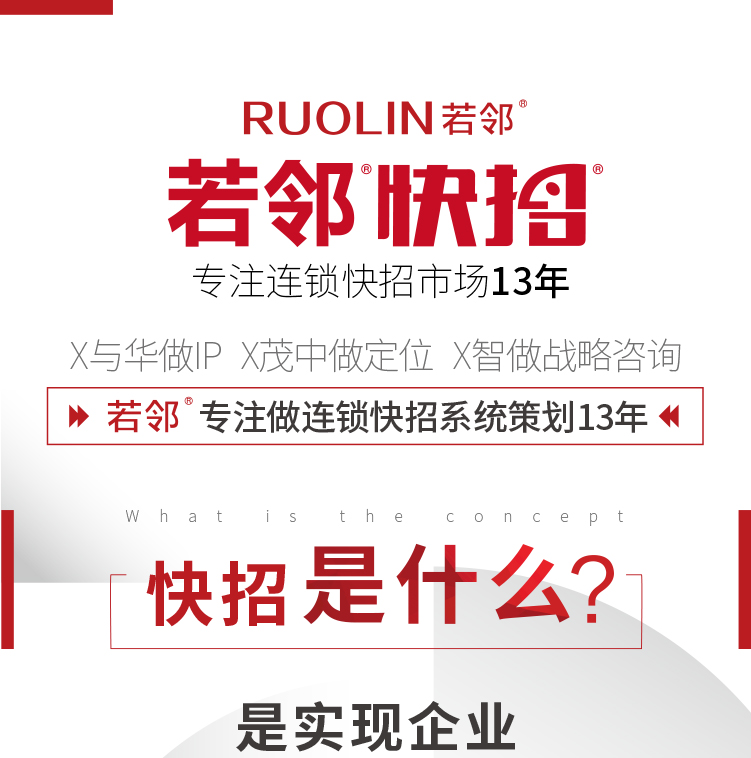 RUOLIN若邻®
若邻®快招®
专注连锁快招市场13年
X与华做IP X茂中做定位 X智做战略咨询
若邻®专注做连锁快招系统策划13年
What is the concept
快招是什么?
是实现企业